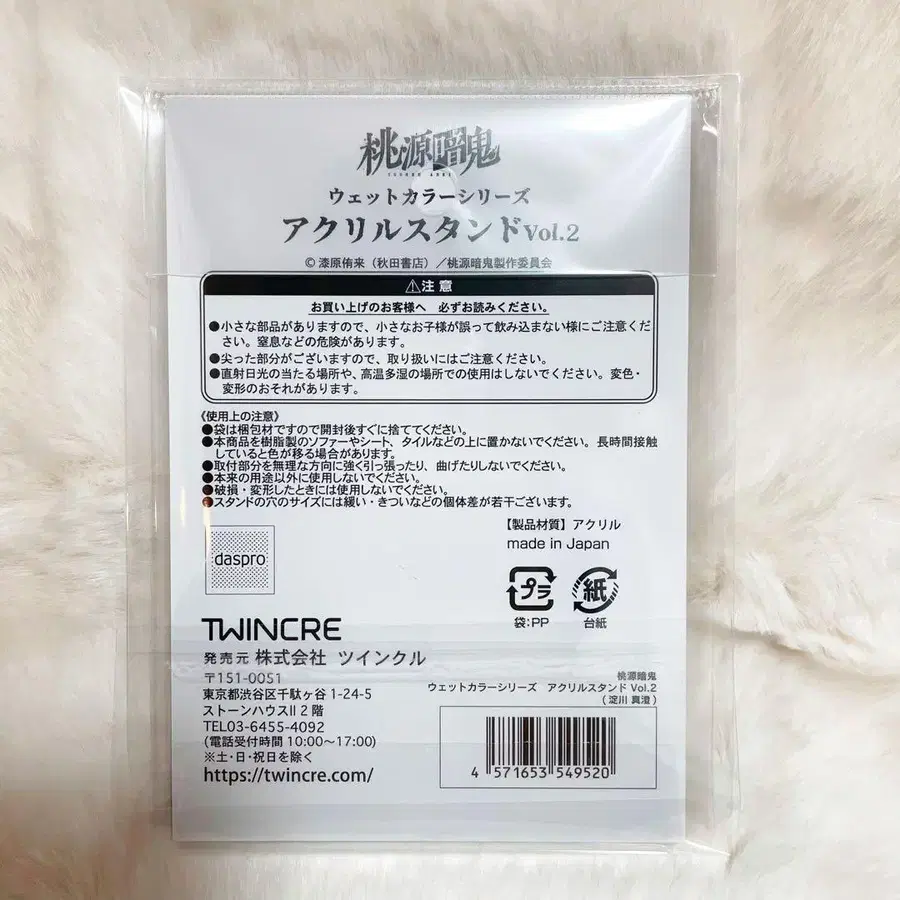 桃源暗鬼
TOUGEN ANKI
ウェットカラーシリーズ
アクリルスタンドVol.2
© 漆原侑来（秋田書店）／桃源暗鬼製作委員会
⚠注意
お買い上げのお客様へ 必ずお読みください。
●小さな部品がありますので、小さなお子様が誤って飲み込まない様にご注意くだ
さい。窒息などの危険があります。
●尖った部分がございますので、取り扱いにはご注意ください。
●直射日光の当たる場所や、高温多湿の場所での使用はしないでください。変色・
変形のおそれがあります。
《使用上の注意》
●袋は梱包材ですので開封後すぐに捨ててください。
●本商品を樹脂製のソファーやシート、タイルなどの上に置かないでください。長時間接触
していると色が移る場合があります。
●取付部分を無理な方向に強く引っ張ったり、曲げたりしないでください。
●本来の用途以外に使用しないでください。
●破損・変形したときには使用しないでください。
●スタンドの穴のサイズには緩い・きついなどの個体差が若干ございます。
【製品材質】アクリル
made in Japan
daspro
プラ
紙
袋:PP
台紙
TWINCRE
発売元 株式会社 ツインクル
〒151-0051
東京都渋谷区千駄ヶ谷 1-24-5
ストーンハウスII 2 階
TEL03-6455-4092
(電話受付時間 10:00〜17:00)
※土・日・祝日を除く
https://twincre.com/
桃源暗鬼
ウェットカラーシリーズ アクリルスタンド Vol.2
( 淀川 真澄 )
4 571653 549520